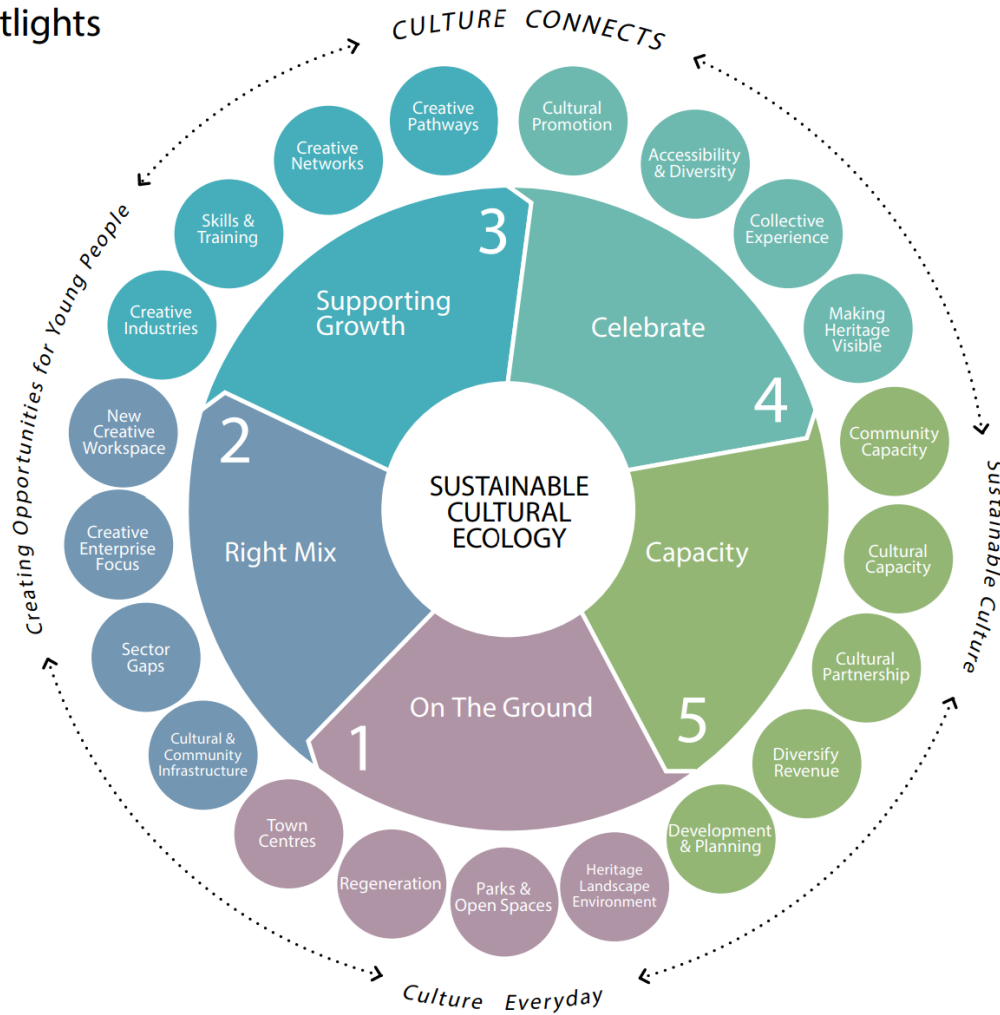 tlights
CULTURE CONNECTS
Creative
Pathways
Cultural
Promotion
Creative
Networks
Accessibility
& Diversity
Skills &
Training
Collective
Experience
Creative
Industries
Making
Heritage
Visible
New
Creative
Workspace
Community
Capacity
Creative
Enterprise
Focus
Cultural
Capacity
Sector
Gaps
Cultural
Partnership
Cultural &
Community
Infrastructure
Diversify
Revenue
Town
Centres
Development
& Planning
Regeneration
Parks &
Open Spaces
Heritage
Landscape
Environment
3
Supporting
Growth
Celebrate
4
2
Right Mix
SUSTAINABLE
CULTURAL
ECOLOGY
Capacity
5
On The Ground
1
Creating Opportunities for Young People
Sustainable Culture
Culture Everyday